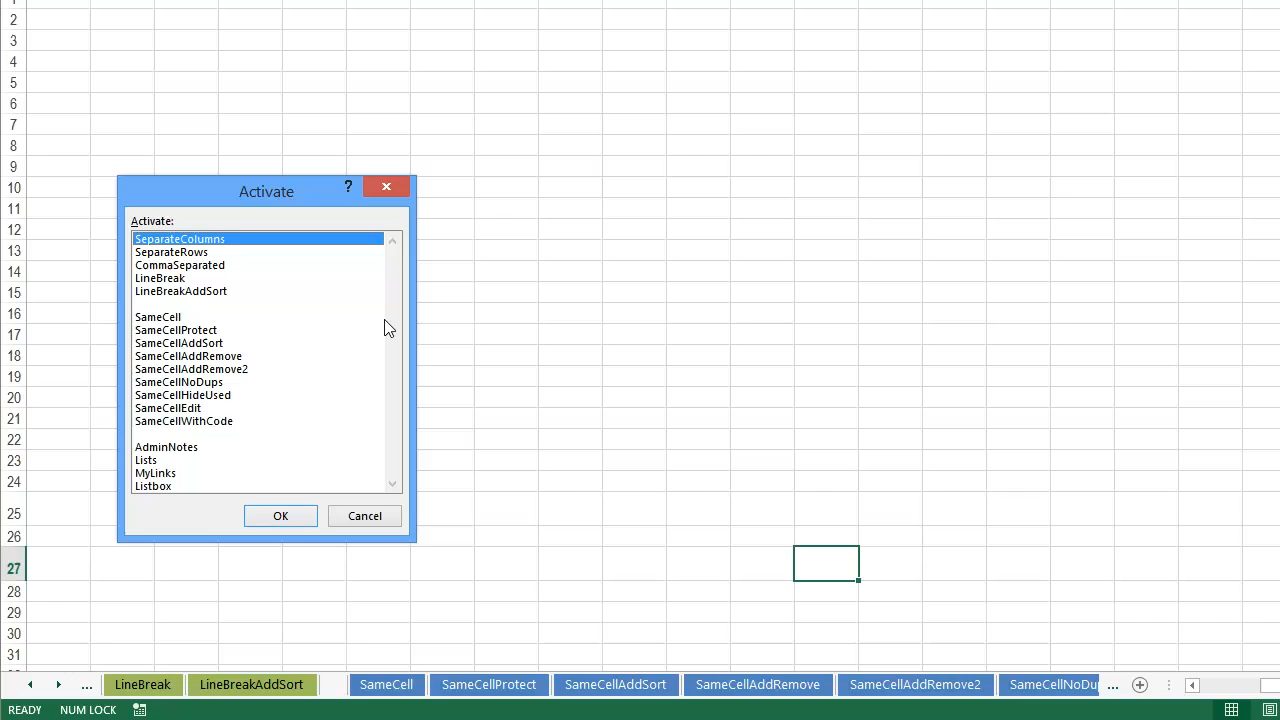 2
3
4
5
6
7
8
9
10
11
12
13
14
15
16
17
18
19
20
21
22
23
24
25
26
27
28
29
30
31
Activate
?
Activate:
SeparateColumns
SeparateRows
CommaSeparated
LineBreak
LineBreakAddSort
SameCell
SameCellProtect
SameCellAddSort
SameCellAddRemove
SameCellAddRemove2
SameCellNoDups
SameCellHideUsed
SameCellEdit
SameCellWithCode
AdminNotes
Lists
MyLinks
Listbox
OK Cancel
... LineBreak LineBreakAddSort SameCell SameCellProtect SameCellAddSort SameCellAddRemove SameCellAddRemove2 SameCellNoDup ...
READY NUM LOCK